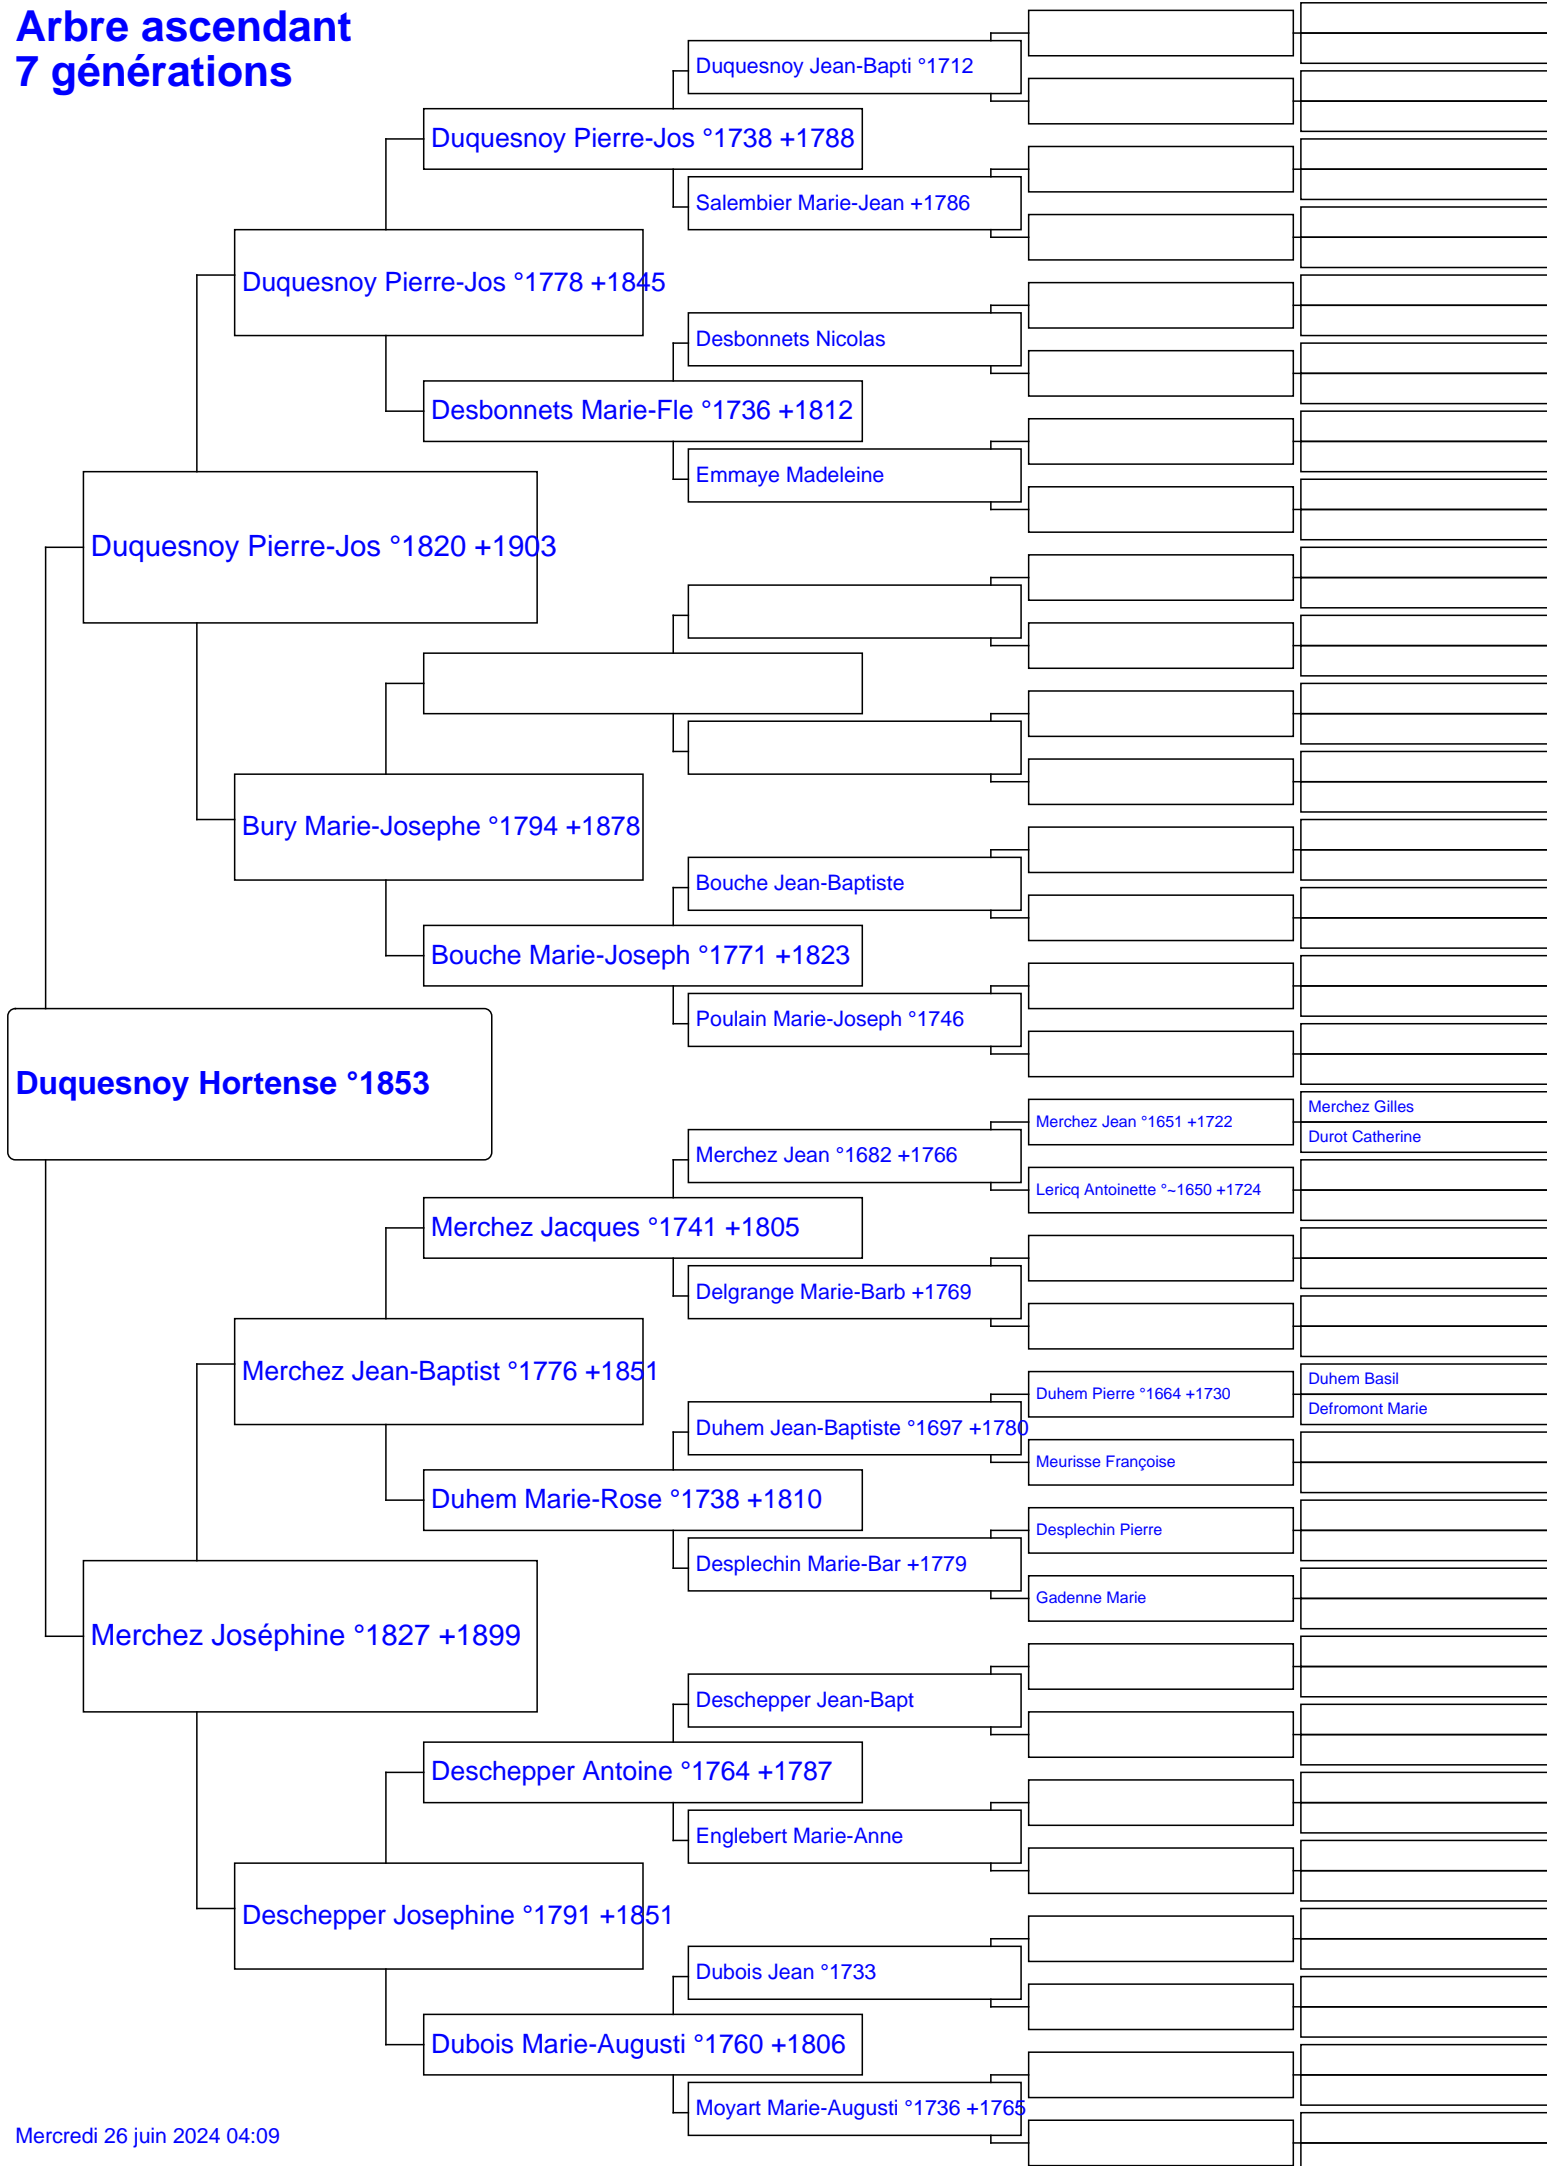 Arbre ascendant
7 générations
Duquesnoy Jean-Bapti °1712
Duquesnoy Pierre-Jos °1738 +1788
Salembier Marie-Jean +1786
Duquesnoy Pierre-Jos °1778 +1845
Desbonnets Nicolas
Desbonnets Marie-Fle °1736 +1812
Emmaye Madeleine
Duquesnoy Pierre-Jos °1820 +1903
Bury Marie-Josephe °1794 +1878
Bouche Jean-Baptiste
Bouche Marie-Joseph °1771 +1823
Poulain Marie-Joseph °1746
Duquesnoy Hortense °1853
Merchez Gilles
Merchez Jean °1651 +1722
Durot Catherine
Merchez Jean °1682 +1766
Lericq Antoinette °~1650 +1724
Merchez Jacques °1741 +1805
Delgrange Marie-Barb +1769
Merchez Jean-Baptist °1776 +1851
Duhem Basil
Duhem Pierre °1664 +1730
Defromont Marie
Duhem Jean-Baptiste °1697 +1780
Meurisse Françoise
Duhem Marie-Rose °1738 +1810
Desplechin Pierre
Desplechin Marie-Bar +1779
Gadenne Marie
Merchez Joséphine °1827 +1899
Deschepper Jean-Bapt
Deschepper Antoine °1764 +1787
Englebert Marie-Anne
Deschepper Josephine °1791 +1851
Dubois Jean °1733
Dubois Marie-Augusti °1760 +1806
Moyart Marie-Augusti °1736 +1765
Mercredi 26 juin 2024 04:09